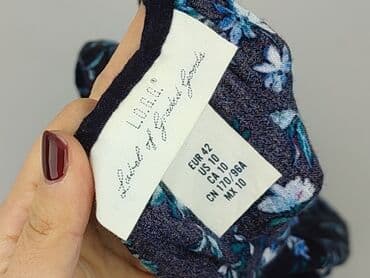 L.O.G.G.®
Label of Graded Goods
EUR 42
US 10
CA 10
CN 170/96A
MX 10